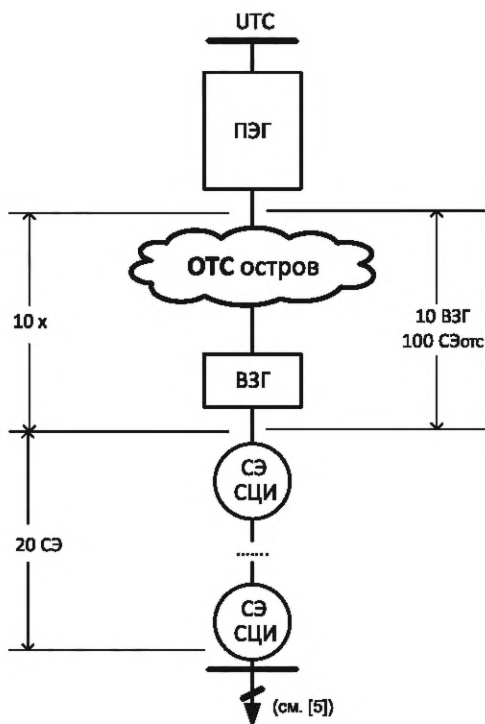 UTC
ПЭГ
ОТС остров
10 x
10 ВЗГ
100 СЭотс
ВЗГ
СЭ
СЦИ
20 СЭ
........
СЭ
СЦИ
(см. [5])